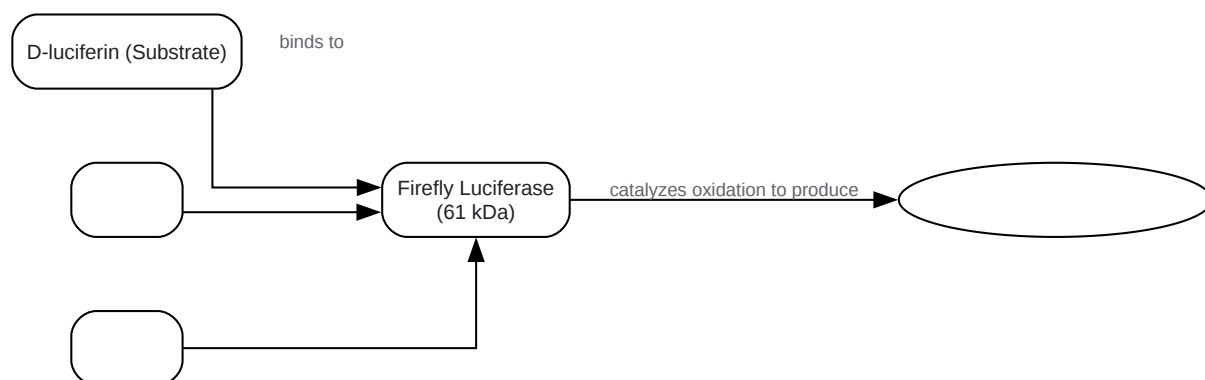 D-luciferin (Substrate)
binds to
Firefly Luciferase
(61 kDa)
catalyzes oxidation to produce